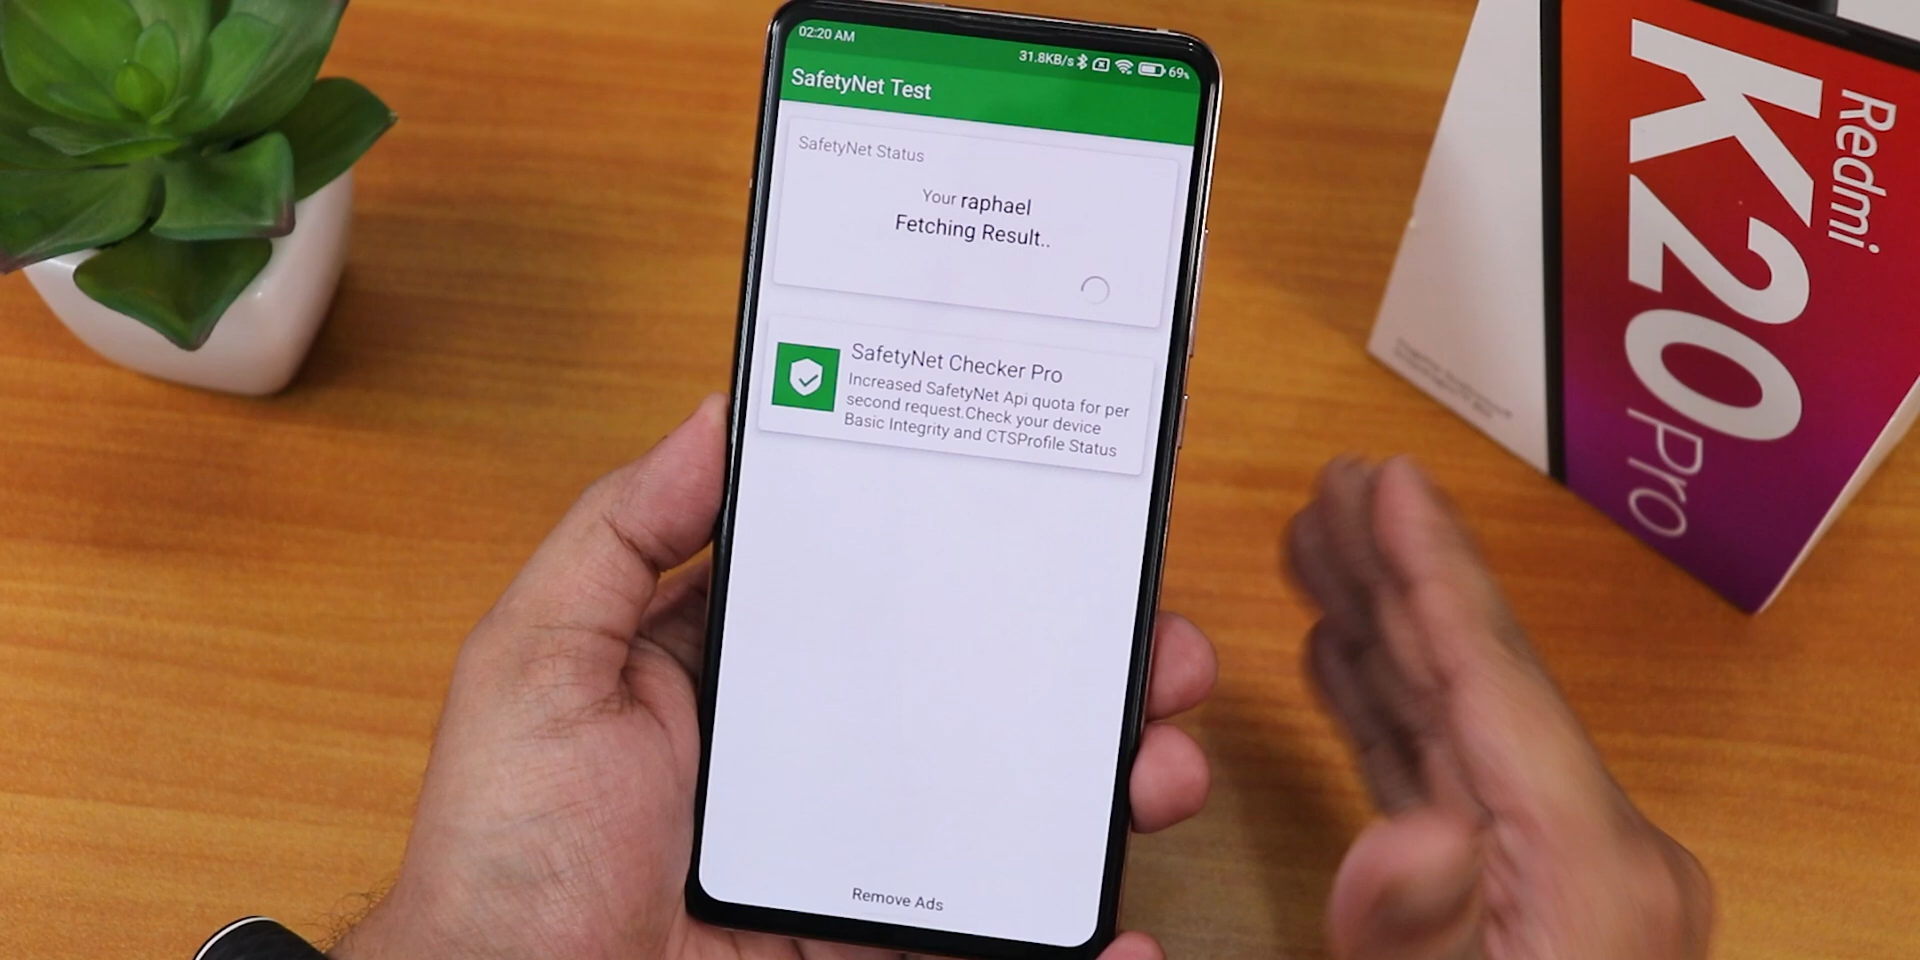 02:20 AM
31.8KB/s
69%
SafetyNet Test
SafetyNet Status
Your raphael
Fetching Result..
SafetyNet Checker Pro
Increased SafetyNet Api quota for per
second request.Check your device
Basic Integrity and CTSProfile Status
Remove Ads
Redmi
K20 Pro